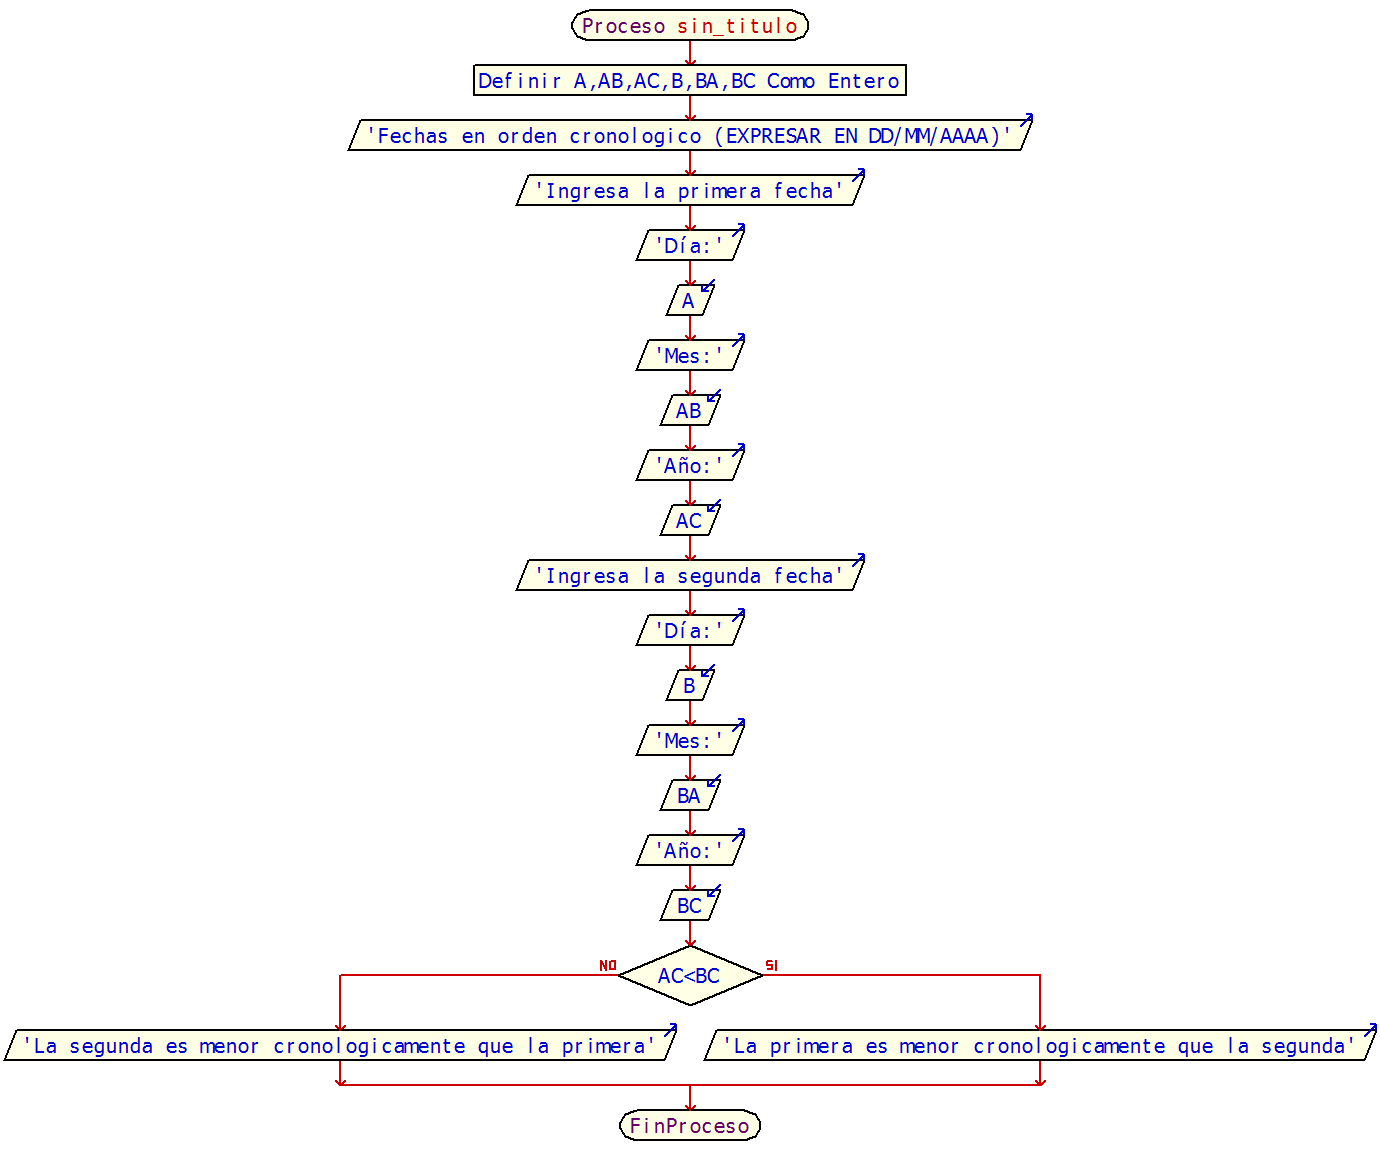 Proceso sin_titulo
Definir A,AB,AC,B,BA,BC Como Entero
'Fechas en orden cronologico (EXPRESAR EN DD/MM/AAAA)'
'Ingresa la primera fecha'
'Día:'
A
'Mes:'
AB
'Año:'
AC
'Ingresa la segunda fecha'
'Día:'
B
'Mes:'
BA
'Año:'
BC
NO
SI
AC<BC
'La segunda es menor cronologicamente que la primera'
'La primera es menor cronologicamente que la segunda'
FinProceso